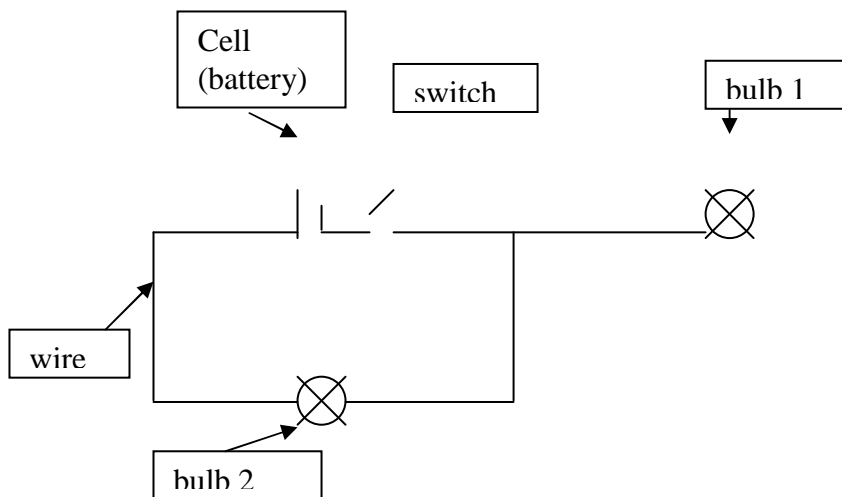 Cell
(battery)
switch
bulb 1
wire
bulb 2